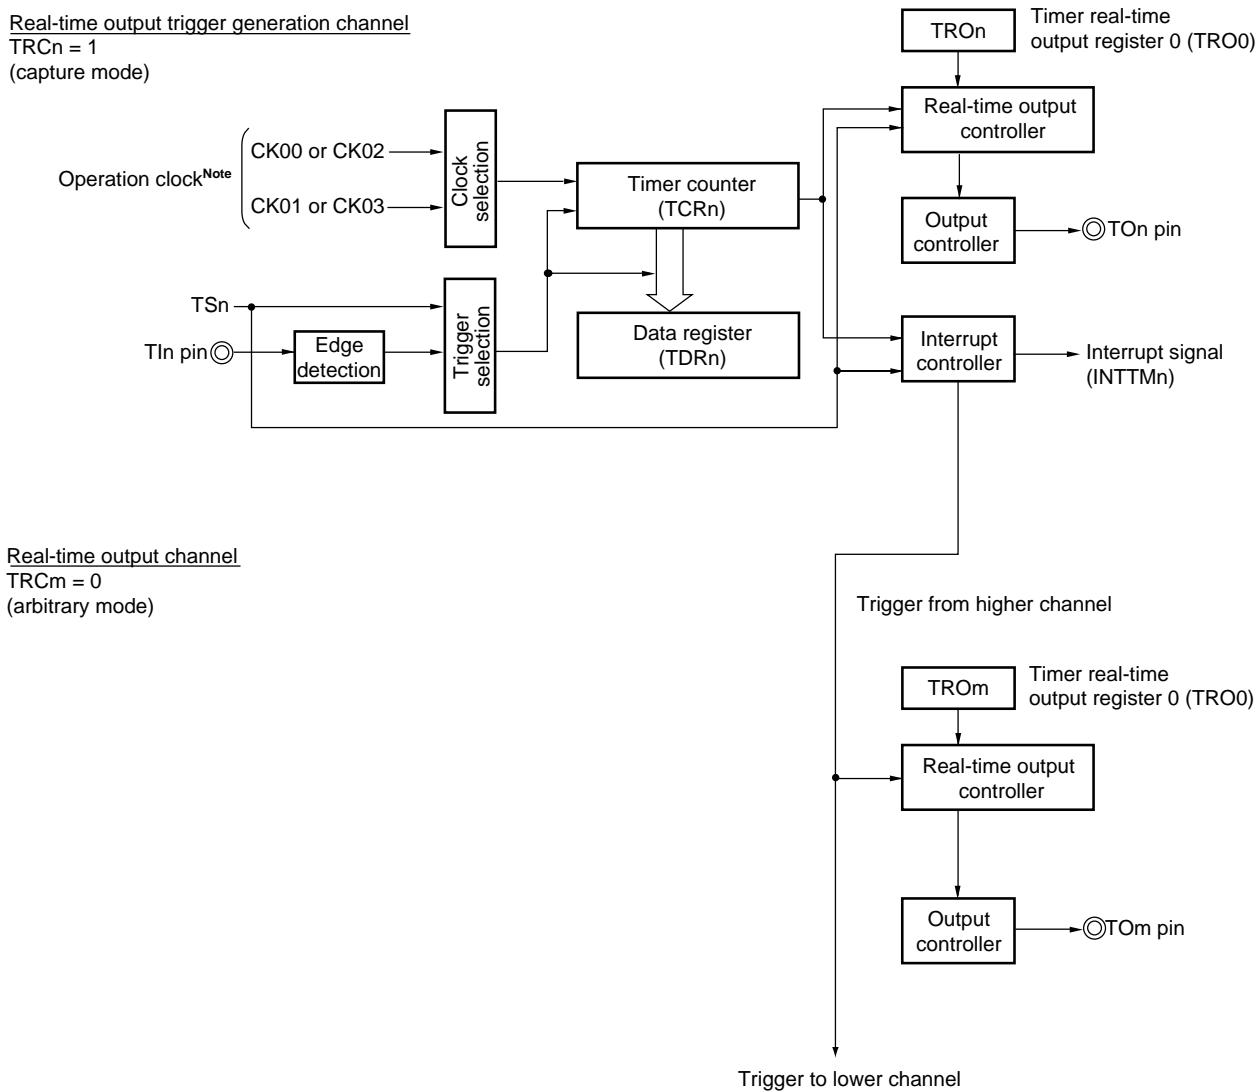 Real-time output trigger generation channel
TRCn = 1
(capture mode)
TROn
Timer real-time
output register 0 (TRO0)
Real-time output
controller
Operation clockNote
CK00 or CK02
CK01 or CK03
Clock
selection
Timer counter
(TCRn)
Output
controller
TOn pin
TSn
TIn pin
Edge
detection
Trigger
selection
Data register
(TDRn)
Interrupt
controller
Interrupt signal
(INTTMn)
Real-time output channel
TRCm = 0
(arbitrary mode)
Trigger from higher channel
TROm
Timer real-time
output register 0 (TRO0)
Real-time output
controller
Output
controller
TOm pin
Trigger to lower channel